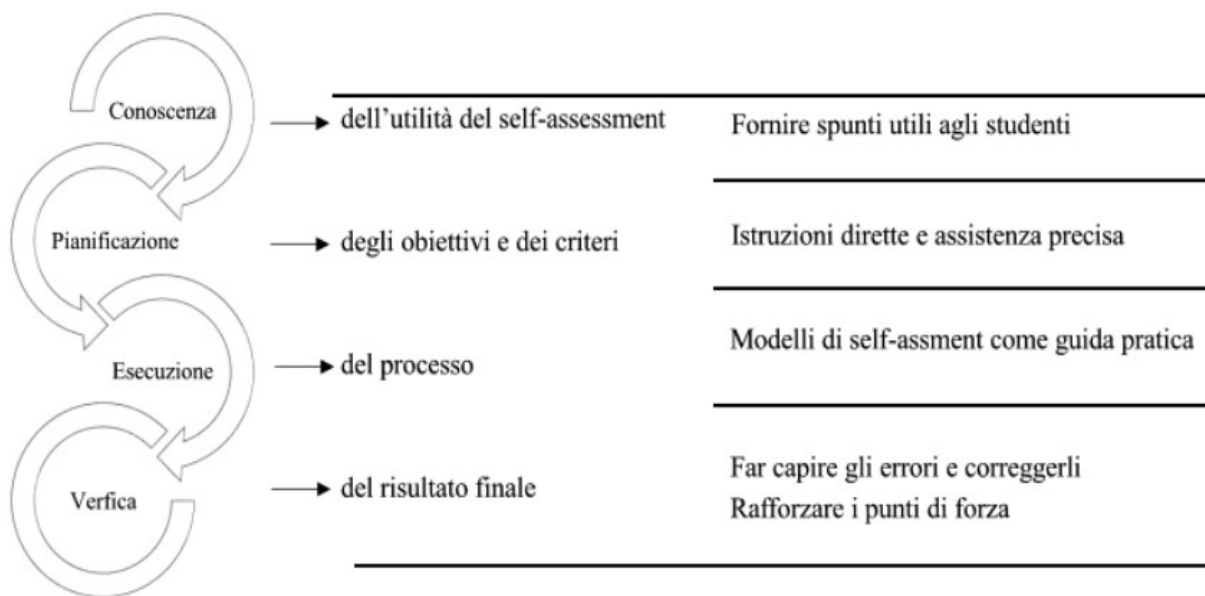 Conoscenza
dell'utilità del self-assessment
Fornire spunti utili agli studenti
Pianificazione
degli obiettivi e dei criteri
Istruzioni dirette e assistenza precisa
Esecuzione
del processo
Modelli di self-assment come guida pratica
Verfica
del risultato finale
Far capire gli errori e correggerli
Rafforzare i punti di forza